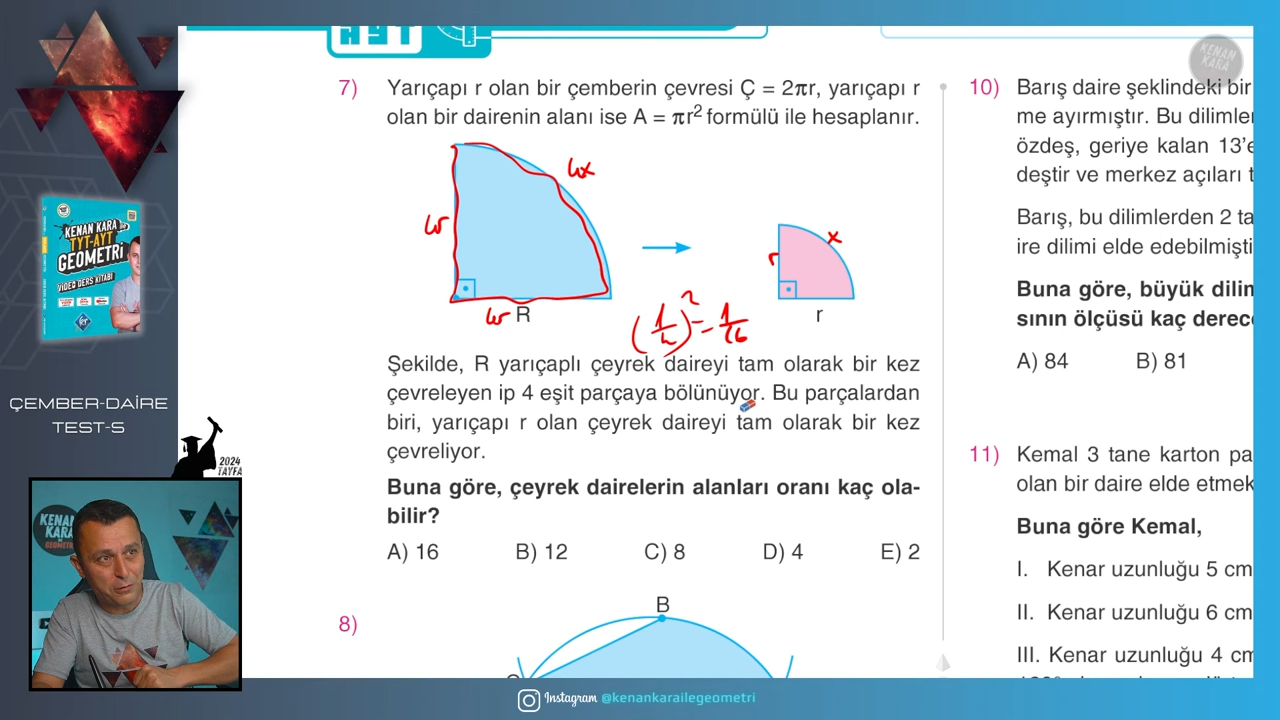 AYT
KENAN KARA
7) Yarıçapı r olan bir çemberin çevresi Ç = 2πr, yarıçapı r
olan bir dairenin alanı ise A = πr² formülü ile hesaplanır.
4x
4r
x
r
4r R
r
(1/4)² = 1/16
Şekilde, R yarıçaplı çeyrek daireyi tam olarak bir kez
çevreleyen ip 4 eşit parçaya bölünüyor. Bu parçalardan
biri, yarıçapı r olan çeyrek daireyi tam olarak bir kez
çevreliyor.
Buna göre, çeyrek dairelerin alanları oranı kaç ola-
bilir?
A) 16 B) 12 C) 8 D) 4 E) 2
8)
B
10) Barış daire şeklindeki bir
me ayırmıştır. Bu dilimler
özdeş, geriye kalan 13'e
deştir ve merkez açıları t
Barış, bu dilimlerden 2 ta
ire dilimi elde edebilmişti
Buna göre, büyük dilin
sının ölçüsü kaç derece
A) 84 B) 81
11) Kemal 3 tane karton pa
olan bir daire elde etmek
Buna göre Kemal,
I. Kenar uzunluğu 5 cm
II. Kenar uzunluğu 6 cm
III. Kenar uzunluğu 4 cm
KENAN KARA
TYT-AYT
GEOMETRİ
VİDEO DERS KİTABI
ÇEMBER-DAİRE
TEST-5
2024
TAYFA
KENAN
KARA
GEOMETRİ
Instagram @kenankarailegeometri